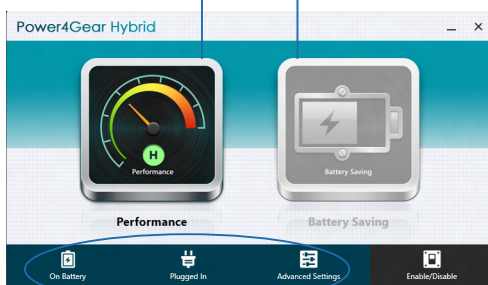 Power4Gear Hybrid
H
Performance
Battery Saving
Performance
Battery Saving
On Battery
Plugged In
Advanced Settings
Enable/Disable